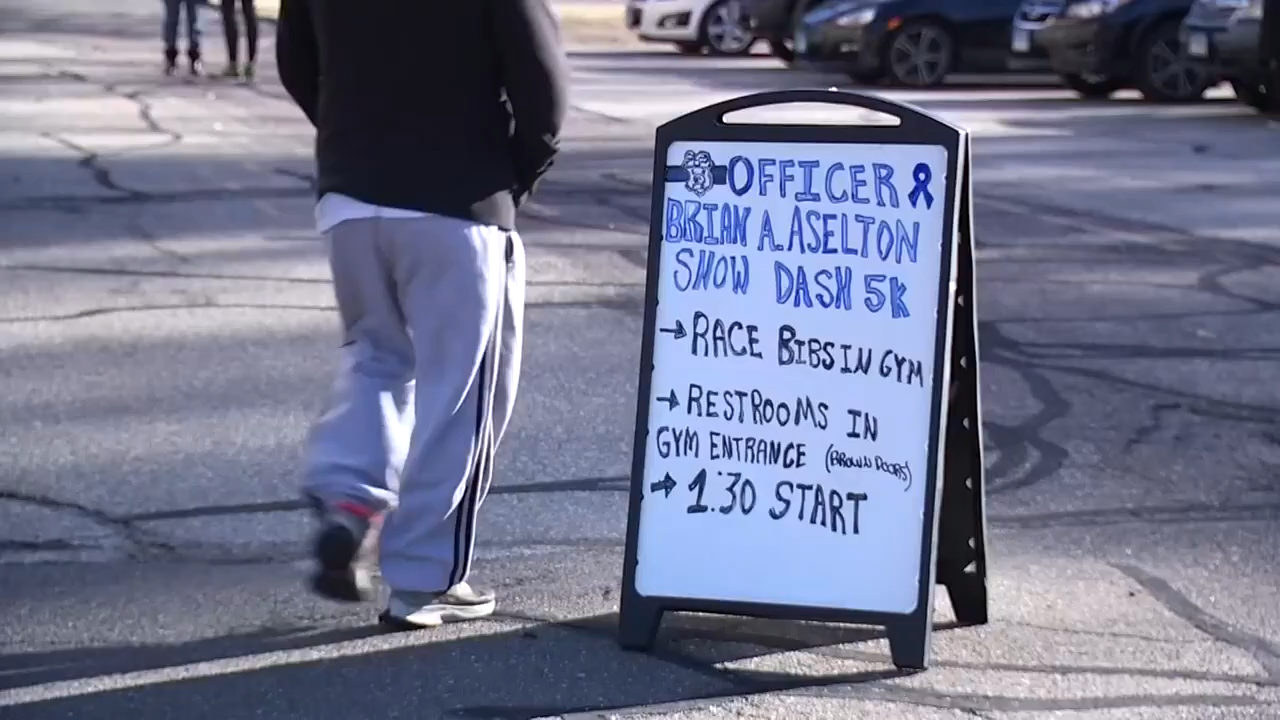 OFFICER
BRIAN A. ASELTON
SNOW DASH 5K
→ RACE BIBS IN GYM
→ RESTROOMS IN
GYM ENTRANCE (BROWN DOORS)
→ 1:30 START